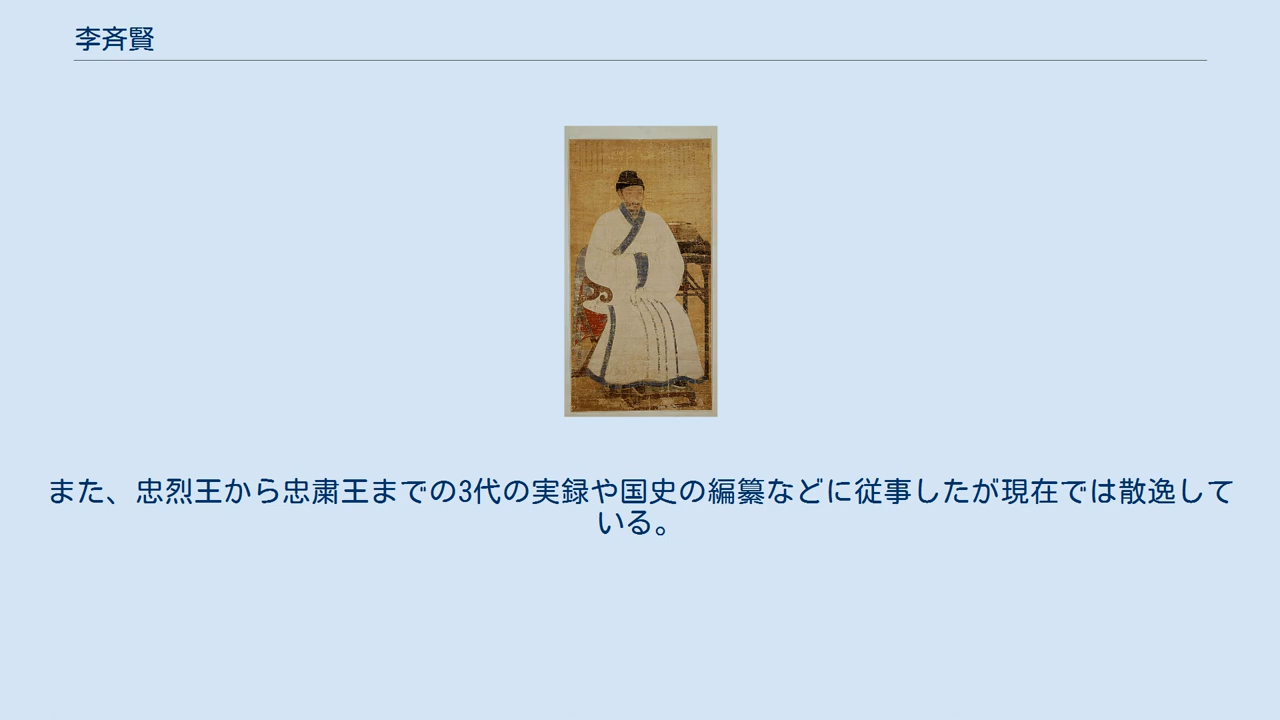 李斉賢
また、忠烈王から忠粛王までの3代の実録や国史の編纂などに従事したが現在では散逸して
いる。